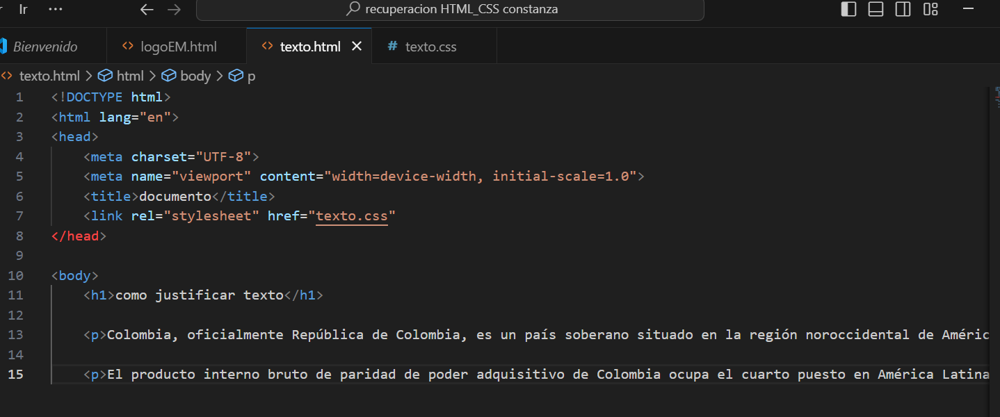 Ir ...
recuperacion HTML_CSS constanza
Bienvenido <> logoEM.html <> texto.html # texto.css
<> texto.html > html > body > p
1 <!DOCTYPE html>
2 <html lang="en">
3 <head>
4 <meta charset="UTF-8">
5 <meta name="viewport" content="width=device-width, initial-scale=1.0">
6 <title>documento</title>
7 <link rel="stylesheet" href="texto.css"
8 </head>
9
10 <body>
11 <h1>como justificar texto</h1>
12
13 <p>Colombia, oficialmente República de Colombia, es un país soberano situado en la región noroccidental de Améric
14
15 <p>El producto interno bruto de paridad de poder adquisitivo de Colombia ocupa el cuarto puesto en América Latina